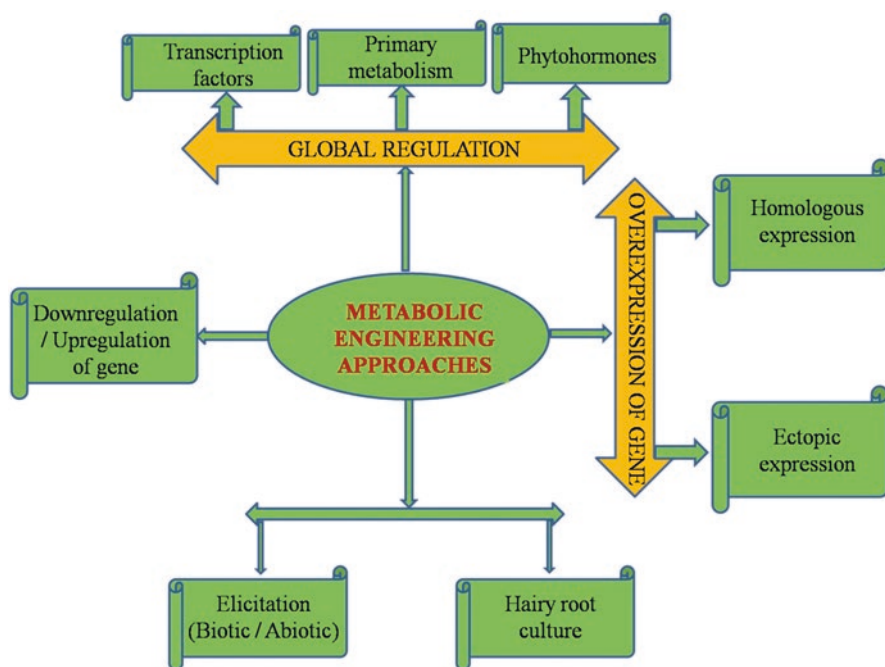 Transcription
factors
Primary
metabolism
Phytohormones
GLOBAL REGULATION
OVEREXPRESSION OF GENE
Homologous
expression
Downregulation
/ Upregulation
of gene
METABOLIC
ENGINEERING
APPROACHES
Ectopic
expression
Elicitation
(Biotic / Abiotic)
Hairy root
culture